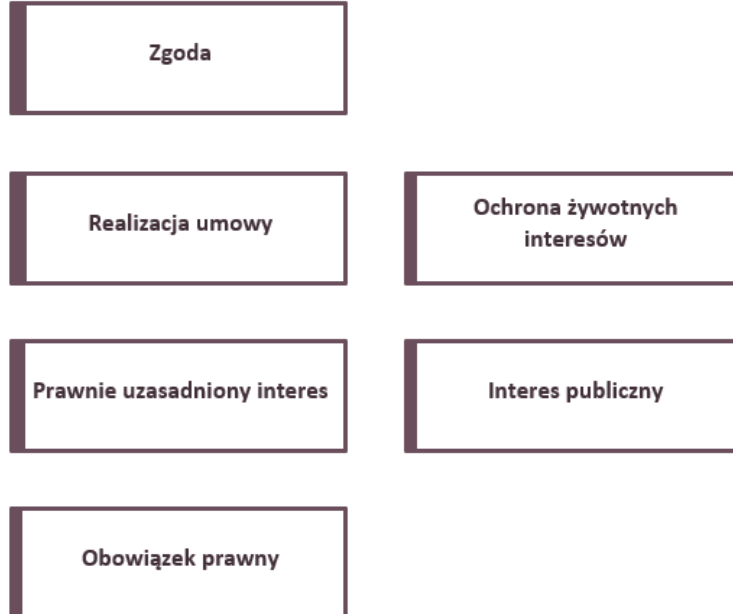 Zgoda
Realizacja umowy
Ochrona żywotnych
interesów
Prawnie uzasadniony interes
Interes publiczny
Obowiązek prawny